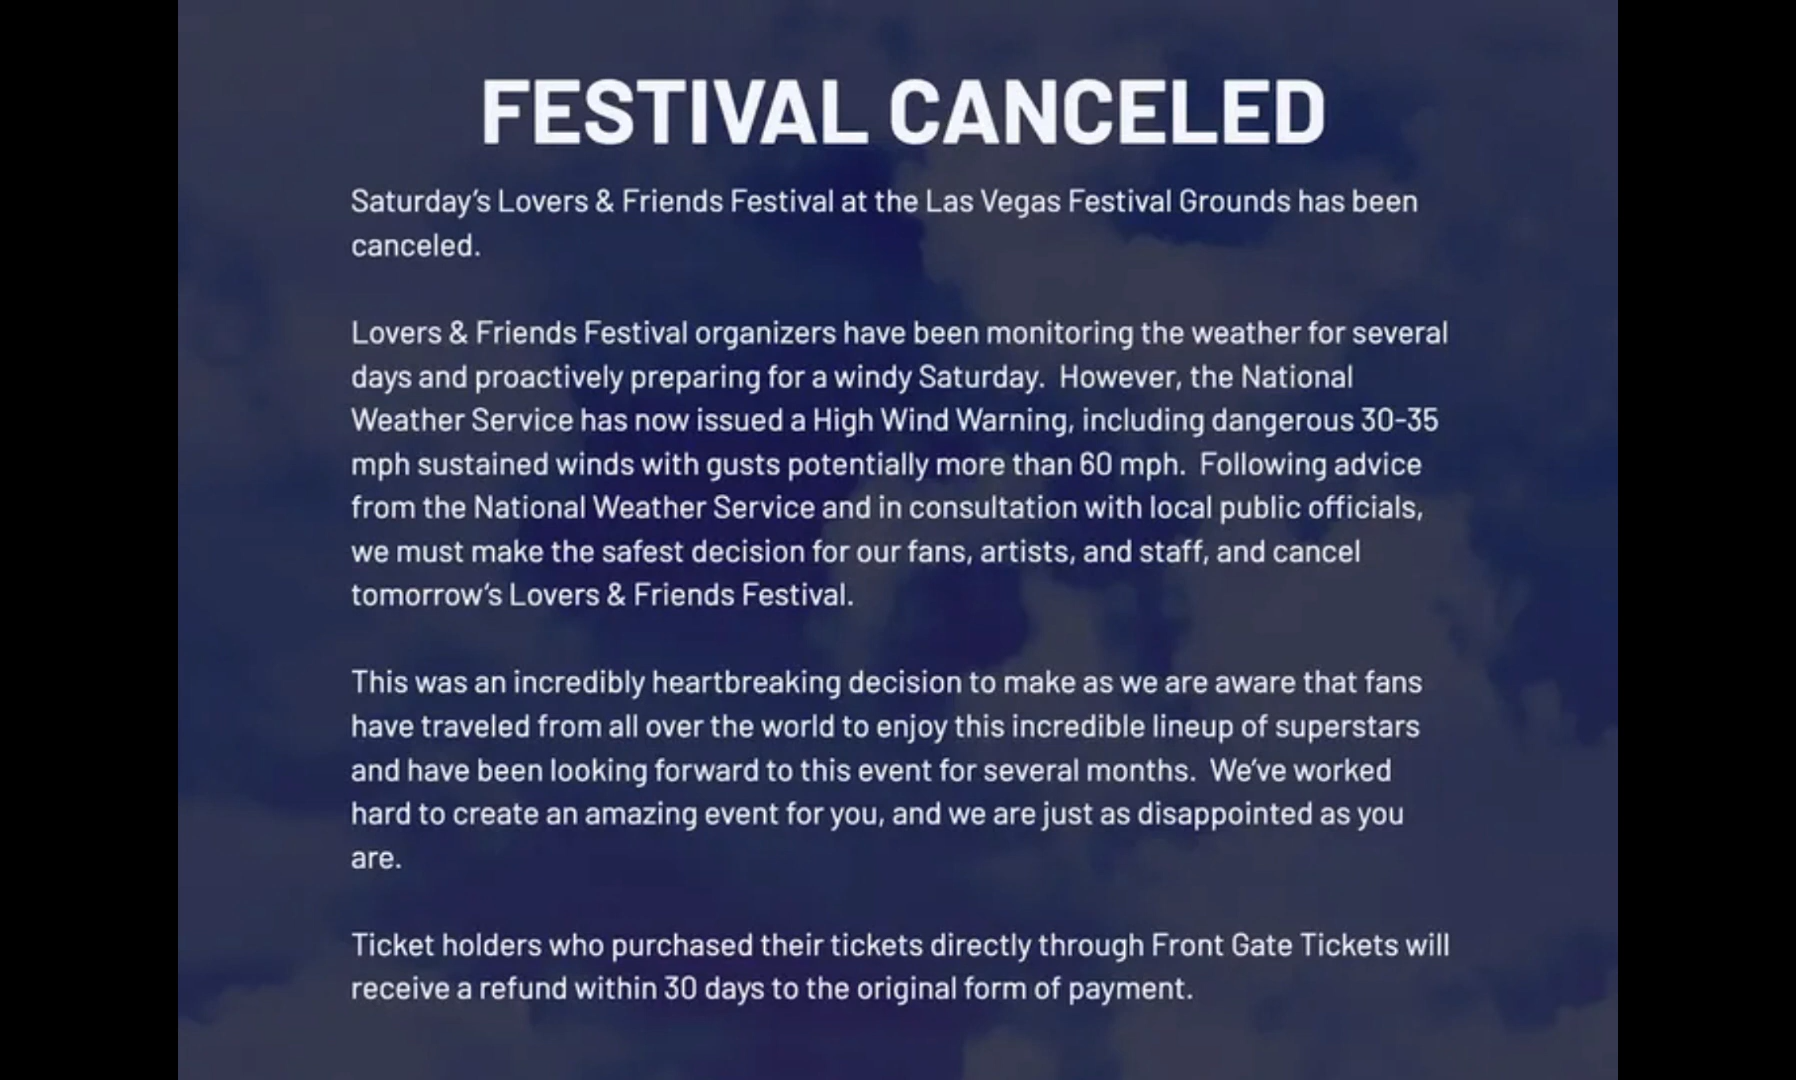 FESTIVAL CANCELED
Saturday’s Lovers & Friends Festival at the Las Vegas Festival Grounds has been
canceled.
Lovers & Friends Festival organizers have been monitoring the weather for several
days and proactively preparing for a windy Saturday.  However, the National
Weather Service has now issued a High Wind Warning, including dangerous 30-35
mph sustained winds with gusts potentially more than 60 mph.  Following advice
from the National Weather Service and in consultation with local public officials,
we must make the safest decision for our fans, artists, and staff, and cancel
tomorrow’s Lovers & Friends Festival.
This was an incredibly heartbreaking decision to make as we are aware that fans
have traveled from all over the world to enjoy this incredible lineup of superstars
and have been looking forward to this event for several months.  We’ve worked
hard to create an amazing event for you, and we are just as disappointed as you
are.
Ticket holders who purchased their tickets directly through Front Gate Tickets will
receive a refund within 30 days to the original form of payment.